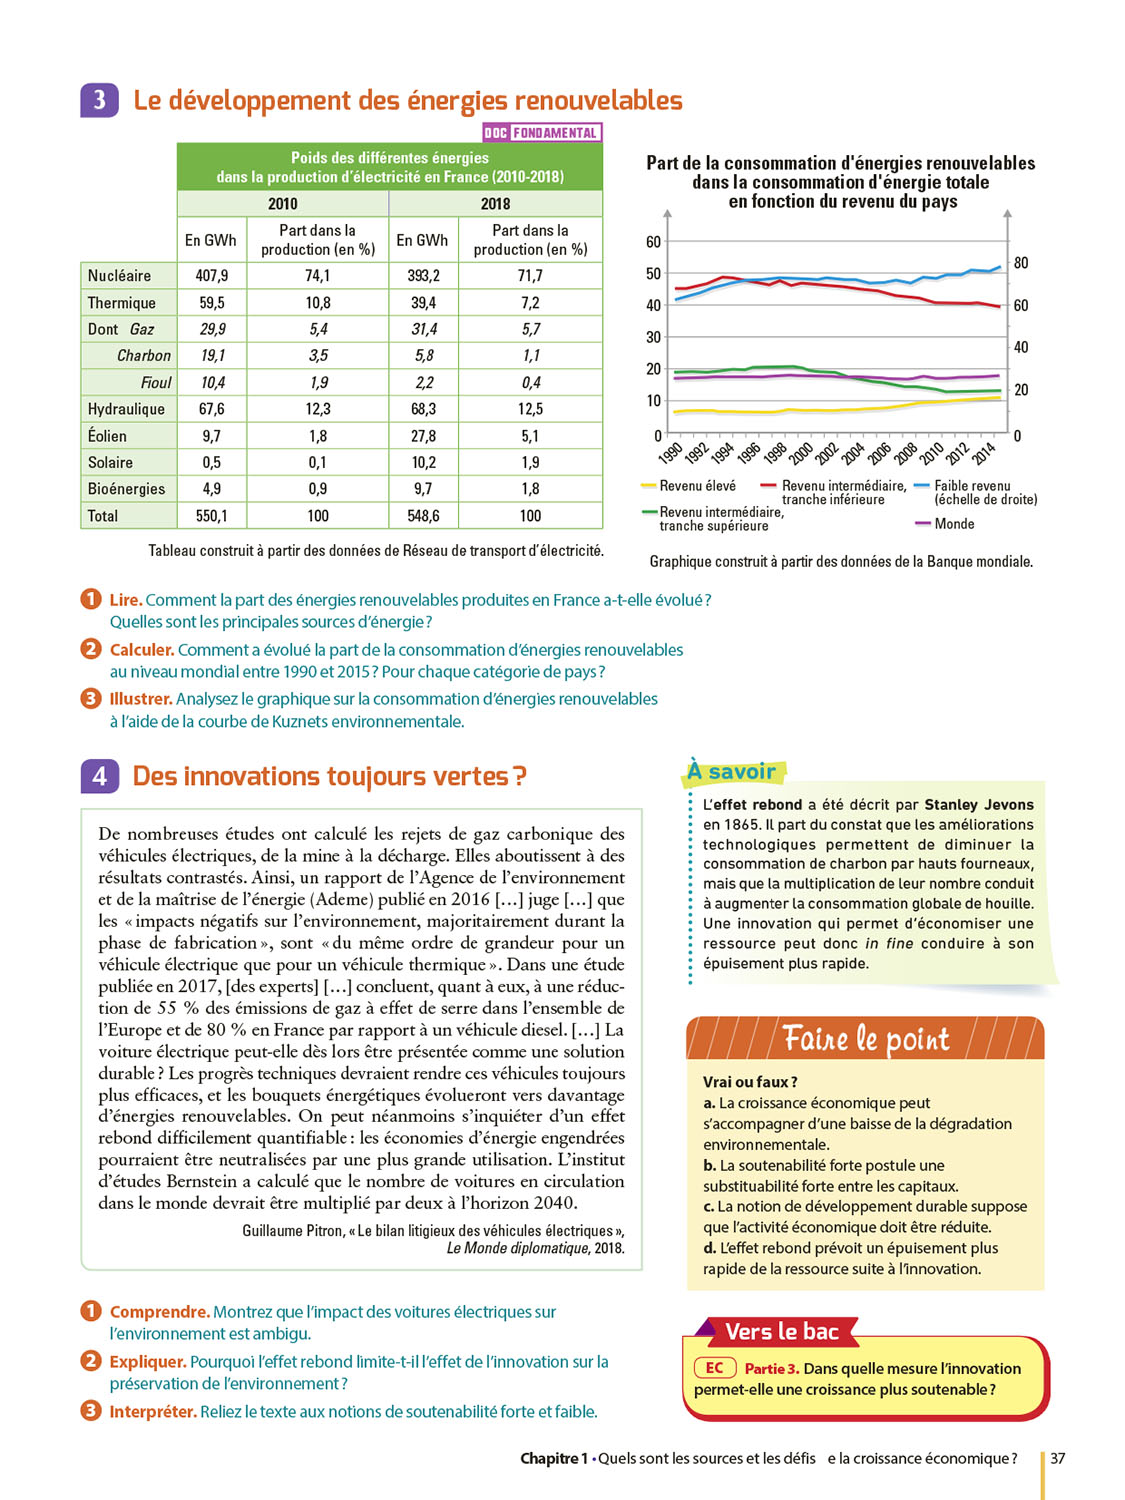 3 Le développement des énergies renouvelables
DOC FONDAMENTAL
Poids des différentes énergies
dans la production d'électricité en France (2010-2018)
2010 2018
En GWh Part dans la production (en %) En GWh Part dans la production (en %)
Nucléaire 407,9 74,1 393,2 71,7
Thermique 59,5 10,8 39,4 7,2
Dont Gaz 29,9 5,4 31,4 5,7
Charbon 19,1 3,5 5,8 1,1
Fioul 10,4 1,9 2,2 0,4
Hydraulique 67,6 12,3 68,3 12,5
Éolien 9,7 1,8 27,8 5,1
Solaire 0,5 0,1 10,2 1,9
Bioénergies 4,9 0,9 9,7 1,8
Total 550,1 100 548,6 100
Tableau construit à partir des données de Réseau de transport d'électricité.
Part de la consommation d'énergies renouvelables
dans la consommation d'énergie totale
en fonction du revenu du pays
60
50
40
30
20
10
0
80
60
40
20
0
1990 1992 1994 1996 1998 2000 2002 2004 2006 2008 2010 2012 2014
Revenu élevé
Revenu intermédiaire,
tranche inférieure
Faible revenu
(échelle de droite)
Revenu intermédiaire,
tranche supérieure
Monde
Graphique construit à partir des données de la Banque mondiale.
1 Lire. Comment la part des énergies renouvelables produites en France a-t-elle évolué ?
Quelles sont les principales sources d'énergie ?
2 Calculer. Comment a évolué la part de la consommation d'énergies renouvelables
au niveau mondial entre 1990 et 2015 ? Pour chaque catégorie de pays ?
3 Illustrer. Analysez le graphique sur la consommation d'énergies renouvelables
à l'aide de la courbe de Kuznets environnementale.
4 Des innovations toujours vertes ?
De nombreuses études ont calculé les rejets de gaz carbonique des
véhicules électriques, de la mine à la décharge. Elles aboutissent à des
résultats contrastés. Ainsi, un rapport de l'Agence de l'environnement
et de la maîtrise de l'énergie (Ademe) publié en 2016 […] juge […] que
les « impacts négatifs sur l'environnement, majoritairement durant la
phase de fabrication », sont « du même ordre de grandeur pour un
véhicule électrique que pour un véhicule thermique ». Dans une étude
publiée en 2017, [des experts] […] concluent, quant à eux, à une réduc-
tion de 55 % des émissions de gaz à effet de serre dans l'ensemble de
l'Europe et de 80 % en France par rapport à un véhicule diesel. […] La
voiture électrique peut-elle dès lors être présentée comme une solution
durable ? Les progrès techniques devraient rendre ces véhicules toujours
plus efficaces, et les bouquets énergétiques évolueront vers davantage
d'énergies renouvelables. On peut néanmoins s'inquiéter d'un effet
rebond difficilement quantifiable : les économies d'énergie engendrées
pourraient être neutralisées par une plus grande utilisation. L'institut
d'études Bernstein a calculé que le nombre de voitures en circulation
dans le monde devrait être multiplié par deux à l'horizon 2040.
Guillaume Pitron, « Le bilan litigieux des véhicules électriques »,
Le Monde diplomatique, 2018.
1 Comprendre. Montrez que l'impact des voitures électriques sur
l'environnement est ambigu.
2 Expliquer. Pourquoi l'effet rebond limite-t-il l'effet de l'innovation sur la
préservation de l'environnement ?
3 Interpréter. Reliez le texte aux notions de soutenabilité forte et faible.
À savoir
L'effet rebond a été décrit par Stanley Jevons
en 1865. Il part du constat que les améliorations
technologiques permettent de diminuer la
consommation de charbon par hauts fourneaux,
mais que la multiplication de leur nombre conduit
à augmenter la consommation globale de houille.
Une innovation qui permet d'économiser une
ressource peut donc in fine conduire à son
épuisement plus rapide.
Faire le point
Vrai ou faux ?
a. La croissance économique peut
s'accompagner d'une baisse de la dégradation
environnementale.
b. La soutenabilité forte postule une
substituabilité forte entre les capitaux.
c. La notion de développement durable suppose
que l'activité économique doit être réduite.
d. L'effet rebond prévoit un épuisement plus
rapide de la ressource suite à l'innovation.
Vers le bac
EC Partie 3. Dans quelle mesure l'innovation
permet-elle une croissance plus soutenable ?
Chapitre 1 • Quels sont les sources et les défis e la croissance économique ? 37